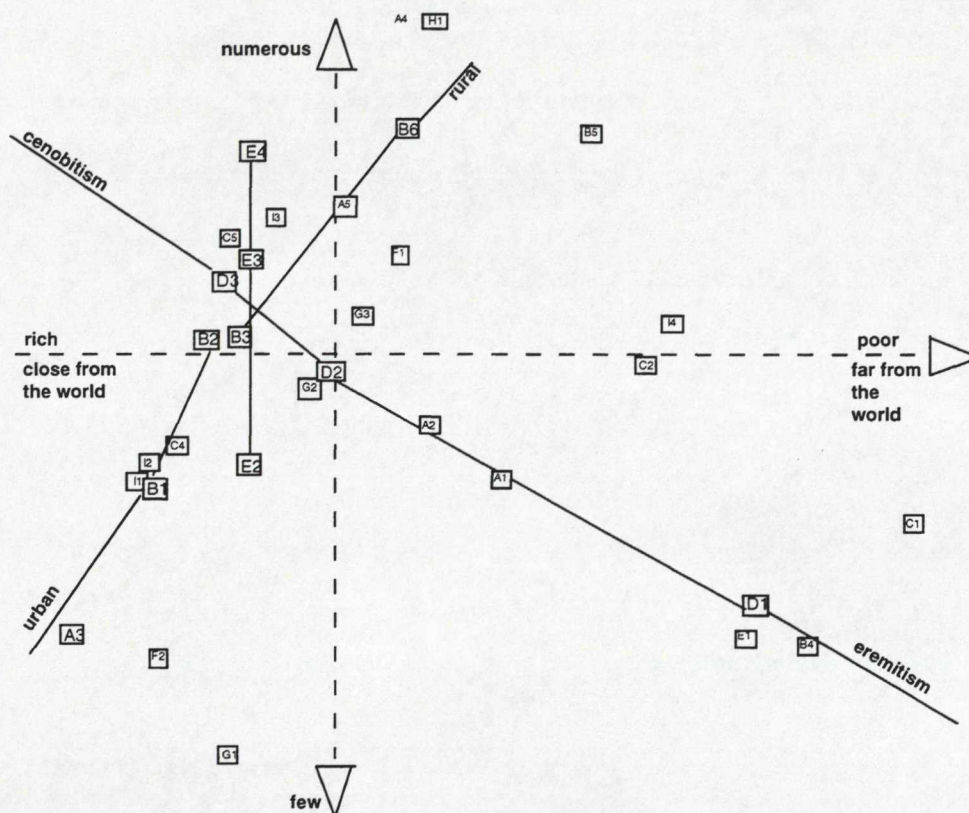 A4 H1
numerous
rural
B6
B5
cenobitism
E4
A5
I3
C5
E3
F1
D3
G3
I4
B2 B3
rich
poor
close from
the world
far from
the
world
D2
C2
G2
A2
C4
I2
E2
I1
B1
A1
C1
D1
urban
A3
E1
B4
F2
eremitism
G1
few